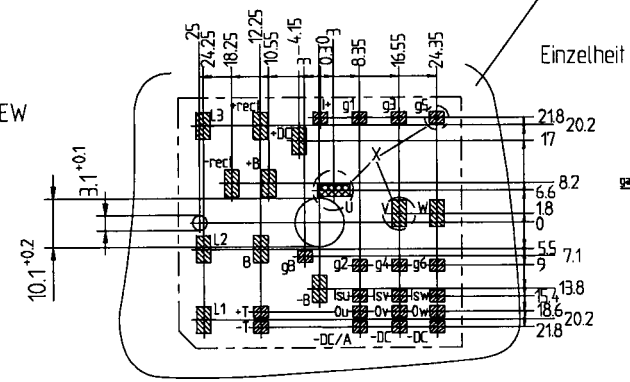 25
24.25
18.25
12.25
10.55
4.15
3
0.30
3
8.35
16.55
24.35
Einzelheit
EW
L3
+rect
I+
g1
g3
g5
21.8
20.2
+DC
17
X
-rect
+B
8.2
6.6
3.1+0.1
U
V
W
1.8
0
L2
B
g8
g2
g4
g6
5.5
7.1
9
10.1+0.2
-B
13.8
Isu
Isv
Isw
15.4
L1
+T
0u
0v
0w
18.6
20.2
-T
21.8
-DC/A
-DC
-DC